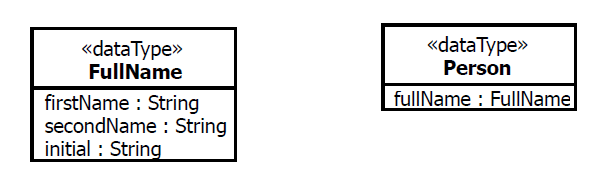 «dataType»
FullName
firstName : String
secondName : String
initial : String
«dataType»
Person
fullName : FullName